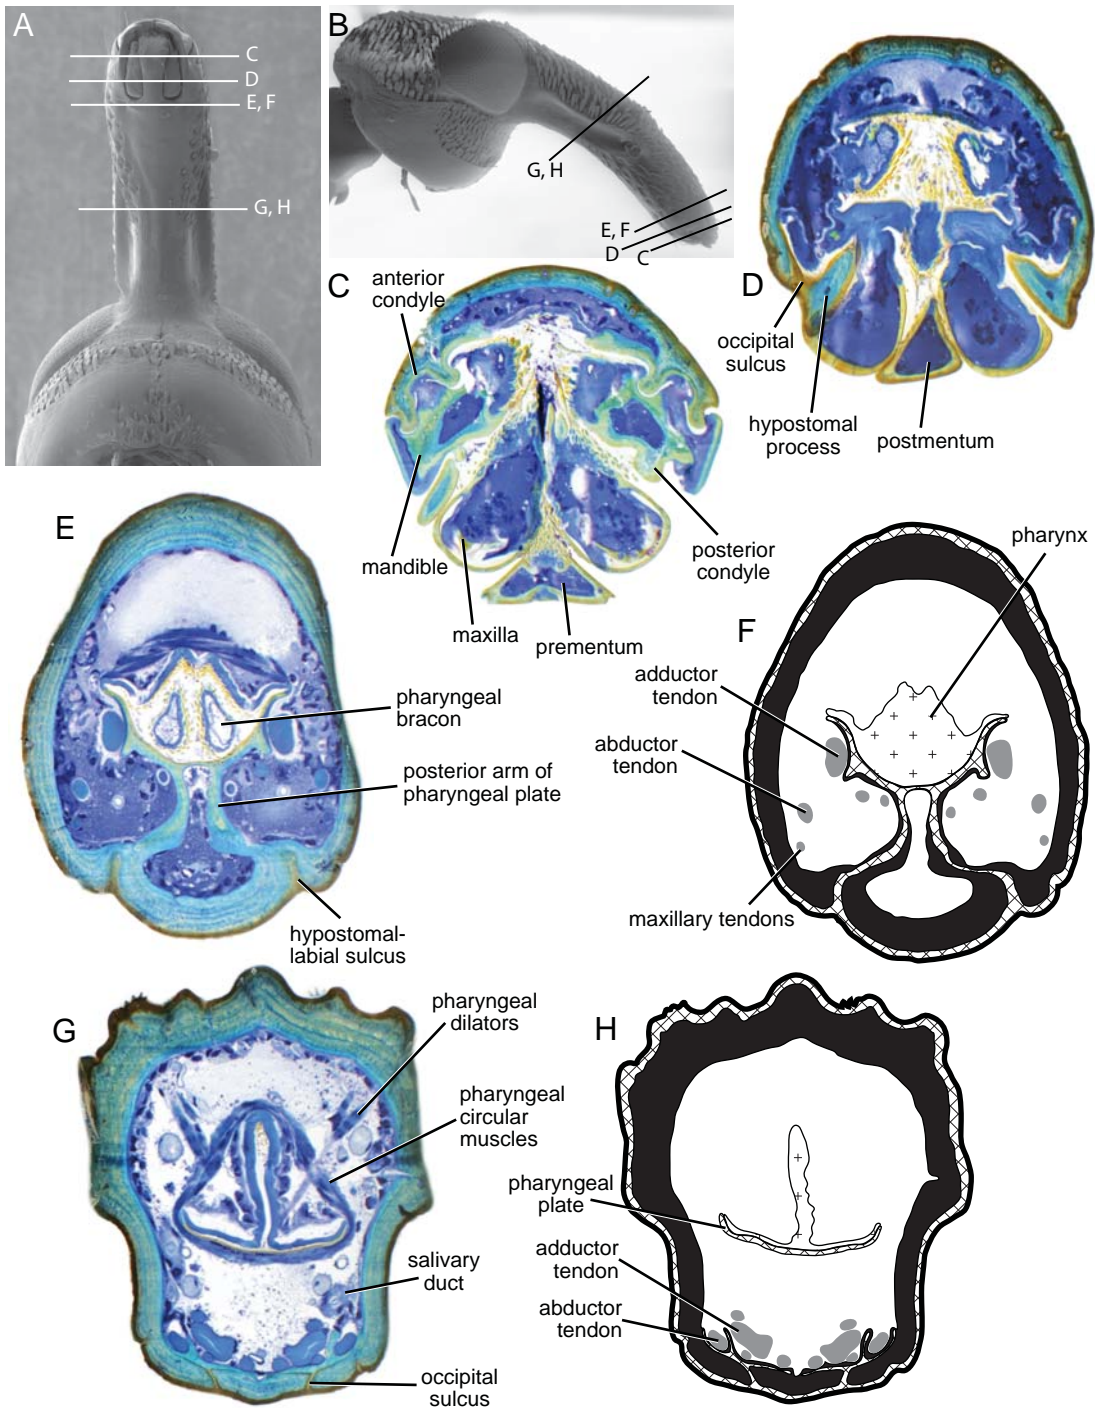 A
C
D
E, F
G, H
B
G, H
E, F
D
C
C
anterior
condyle
mandible
maxilla
prementum
posterior
condyle
D
occipital
sulcus
hypostomal
process
postmentum
E
pharyngeal
bracon
posterior arm of
pharyngeal plate
hypostomal-
labial sulcus
F
pharynx
adductor
tendon
abductor
tendon
maxillary tendons
G
pharyngeal
dilators
pharyngeal
circular
muscles
salivary
duct
occipital
sulcus
H
pharyngeal
plate
adductor
tendon
abductor
tendon